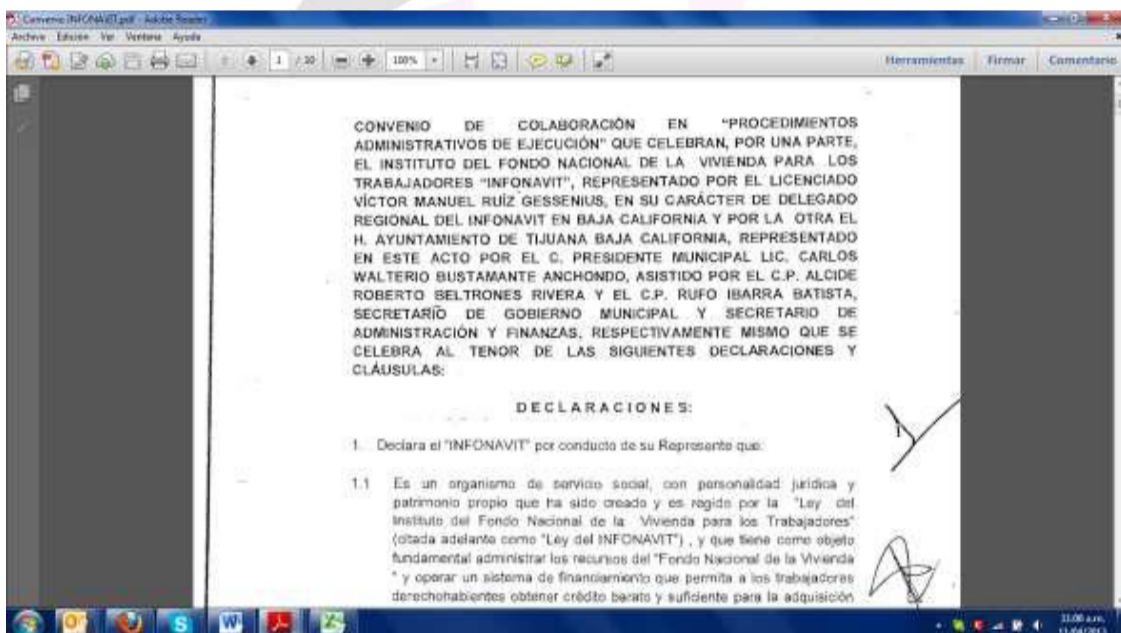 Convenio INFONAVIT.pdf - Adobe Reader
Archivo Edición Ver Ventana Ayuda
1 / 20 100% Herramientas Firmar Comentario
CONVENIO DE COLABORACIÓN EN "PROCEDIMIENTOS
ADMINISTRATIVOS DE EJECUCIÓN" QUE CELEBRAN, POR UNA PARTE,
EL INSTITUTO DEL FONDO NACIONAL DE LA VIVIENDA PARA LOS
TRABAJADORES "INFONAVIT", REPRESENTADO POR EL LICENCIADO
VÍCTOR MANUEL RUÍZ GESSENIUS, EN SU CARÁCTER DE DELEGADO
REGIONAL DEL INFONAVIT EN BAJA CALIFORNIA Y POR LA OTRA EL
H. AYUNTAMIENTO DE TIJUANA BAJA CALIFORNIA, REPRESENTADO
EN ESTE ACTO POR EL C. PRESIDENTE MUNICIPAL LIC. CARLOS
WALTERIO BUSTAMANTE ANCHONDO, ASISTIDO POR EL C.P. ALCIDE
ROBERTO BELTRONES RIVERA Y EL C.P. RUFO IBARRA BATISTA,
SECRETARÍO DE GOBIERNO MUNICIPAL Y SECRETARIO DE
ADMINISTRACIÓN Y FINANZAS, RESPECTIVAMENTE MISMO QUE SE
CELEBRA AL TENOR DE LAS SIGUIENTES DECLARACIONES Y
CLÁUSULAS:
DECLARACIONES:
1. Declara el "INFONAVIT" por conducto de su Represente que:
1.1 Es un organismo de servicio social, con personalidad jurídica y
patrimonio propio que ha sido creado y es regido por la "Ley del
Instituto del Fondo Nacional de la Vivienda para los Trabajadores"
(citada adelante como "Ley del INFONAVIT") , y que tiene como objeto
fundamental administrar los recursos del "Fondo Nacional de la Vivienda
" y operar un sistema de financiamiento que permita a los trabajadores
derechohabientes obtener crédito barato y suficiente para la adquisición
1
11:00 a.m.